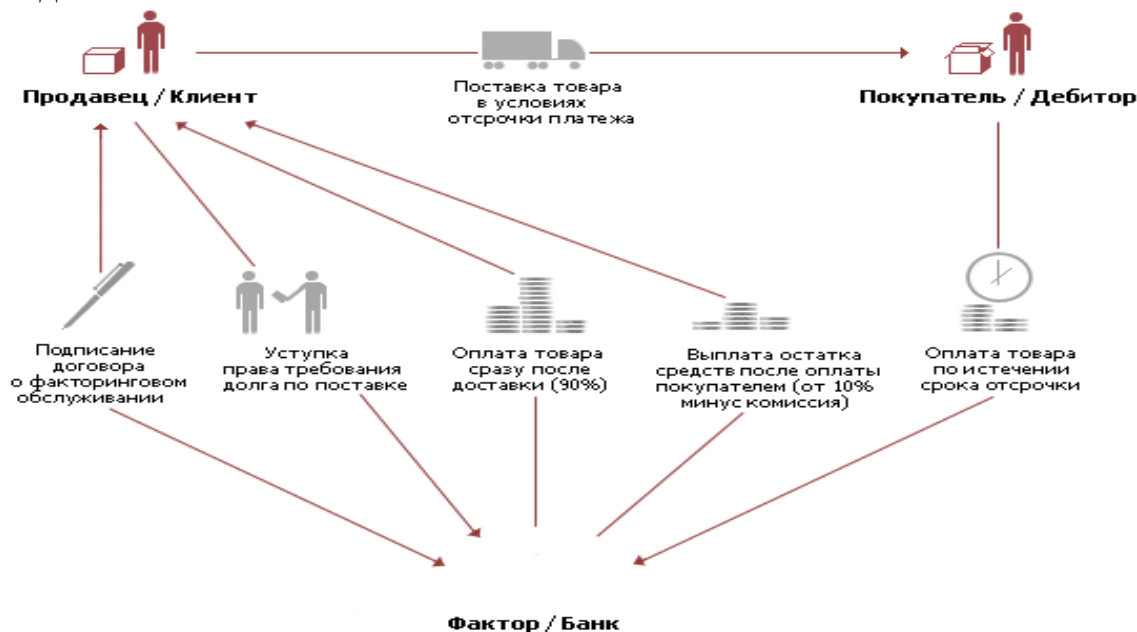 Продавец / Клиент
Поставка товара
в условиях
отсрочки платежа
Покупатель / Дебитор
Подписание
договора
о факторинговом
обслуживании
Уступка
права требования
долга по поставке
Оплата товара
сразу после
доставки (90%)
Выплата остатка
средств после оплаты
покупателем (от 10%
минус комиссия)
Оплата товара
по истечении
срока отсрочки
Фактор / Банк